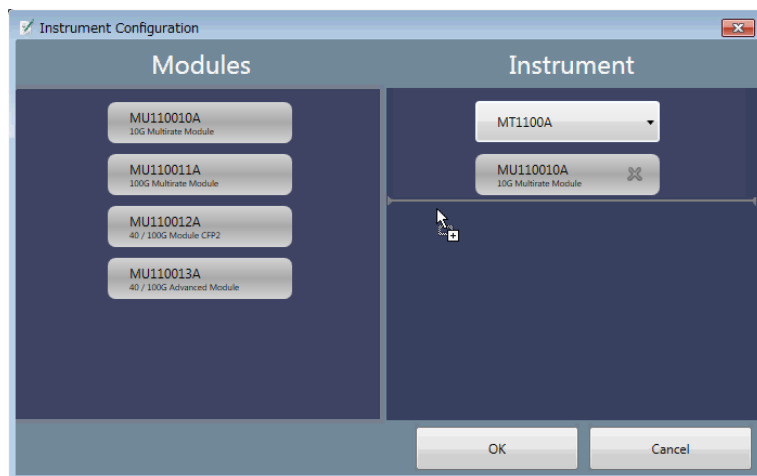 Instrument Configuration
Modules
MU110010A
10G Multirate Module
MU110011A
100G Multirate Module
MU110012A
40 / 100G Module CFP2
MU110013A
40 / 100G Advanced Module
Instrument
MT1100A
MU110010A
10G Multirate Module
OK
Cancel